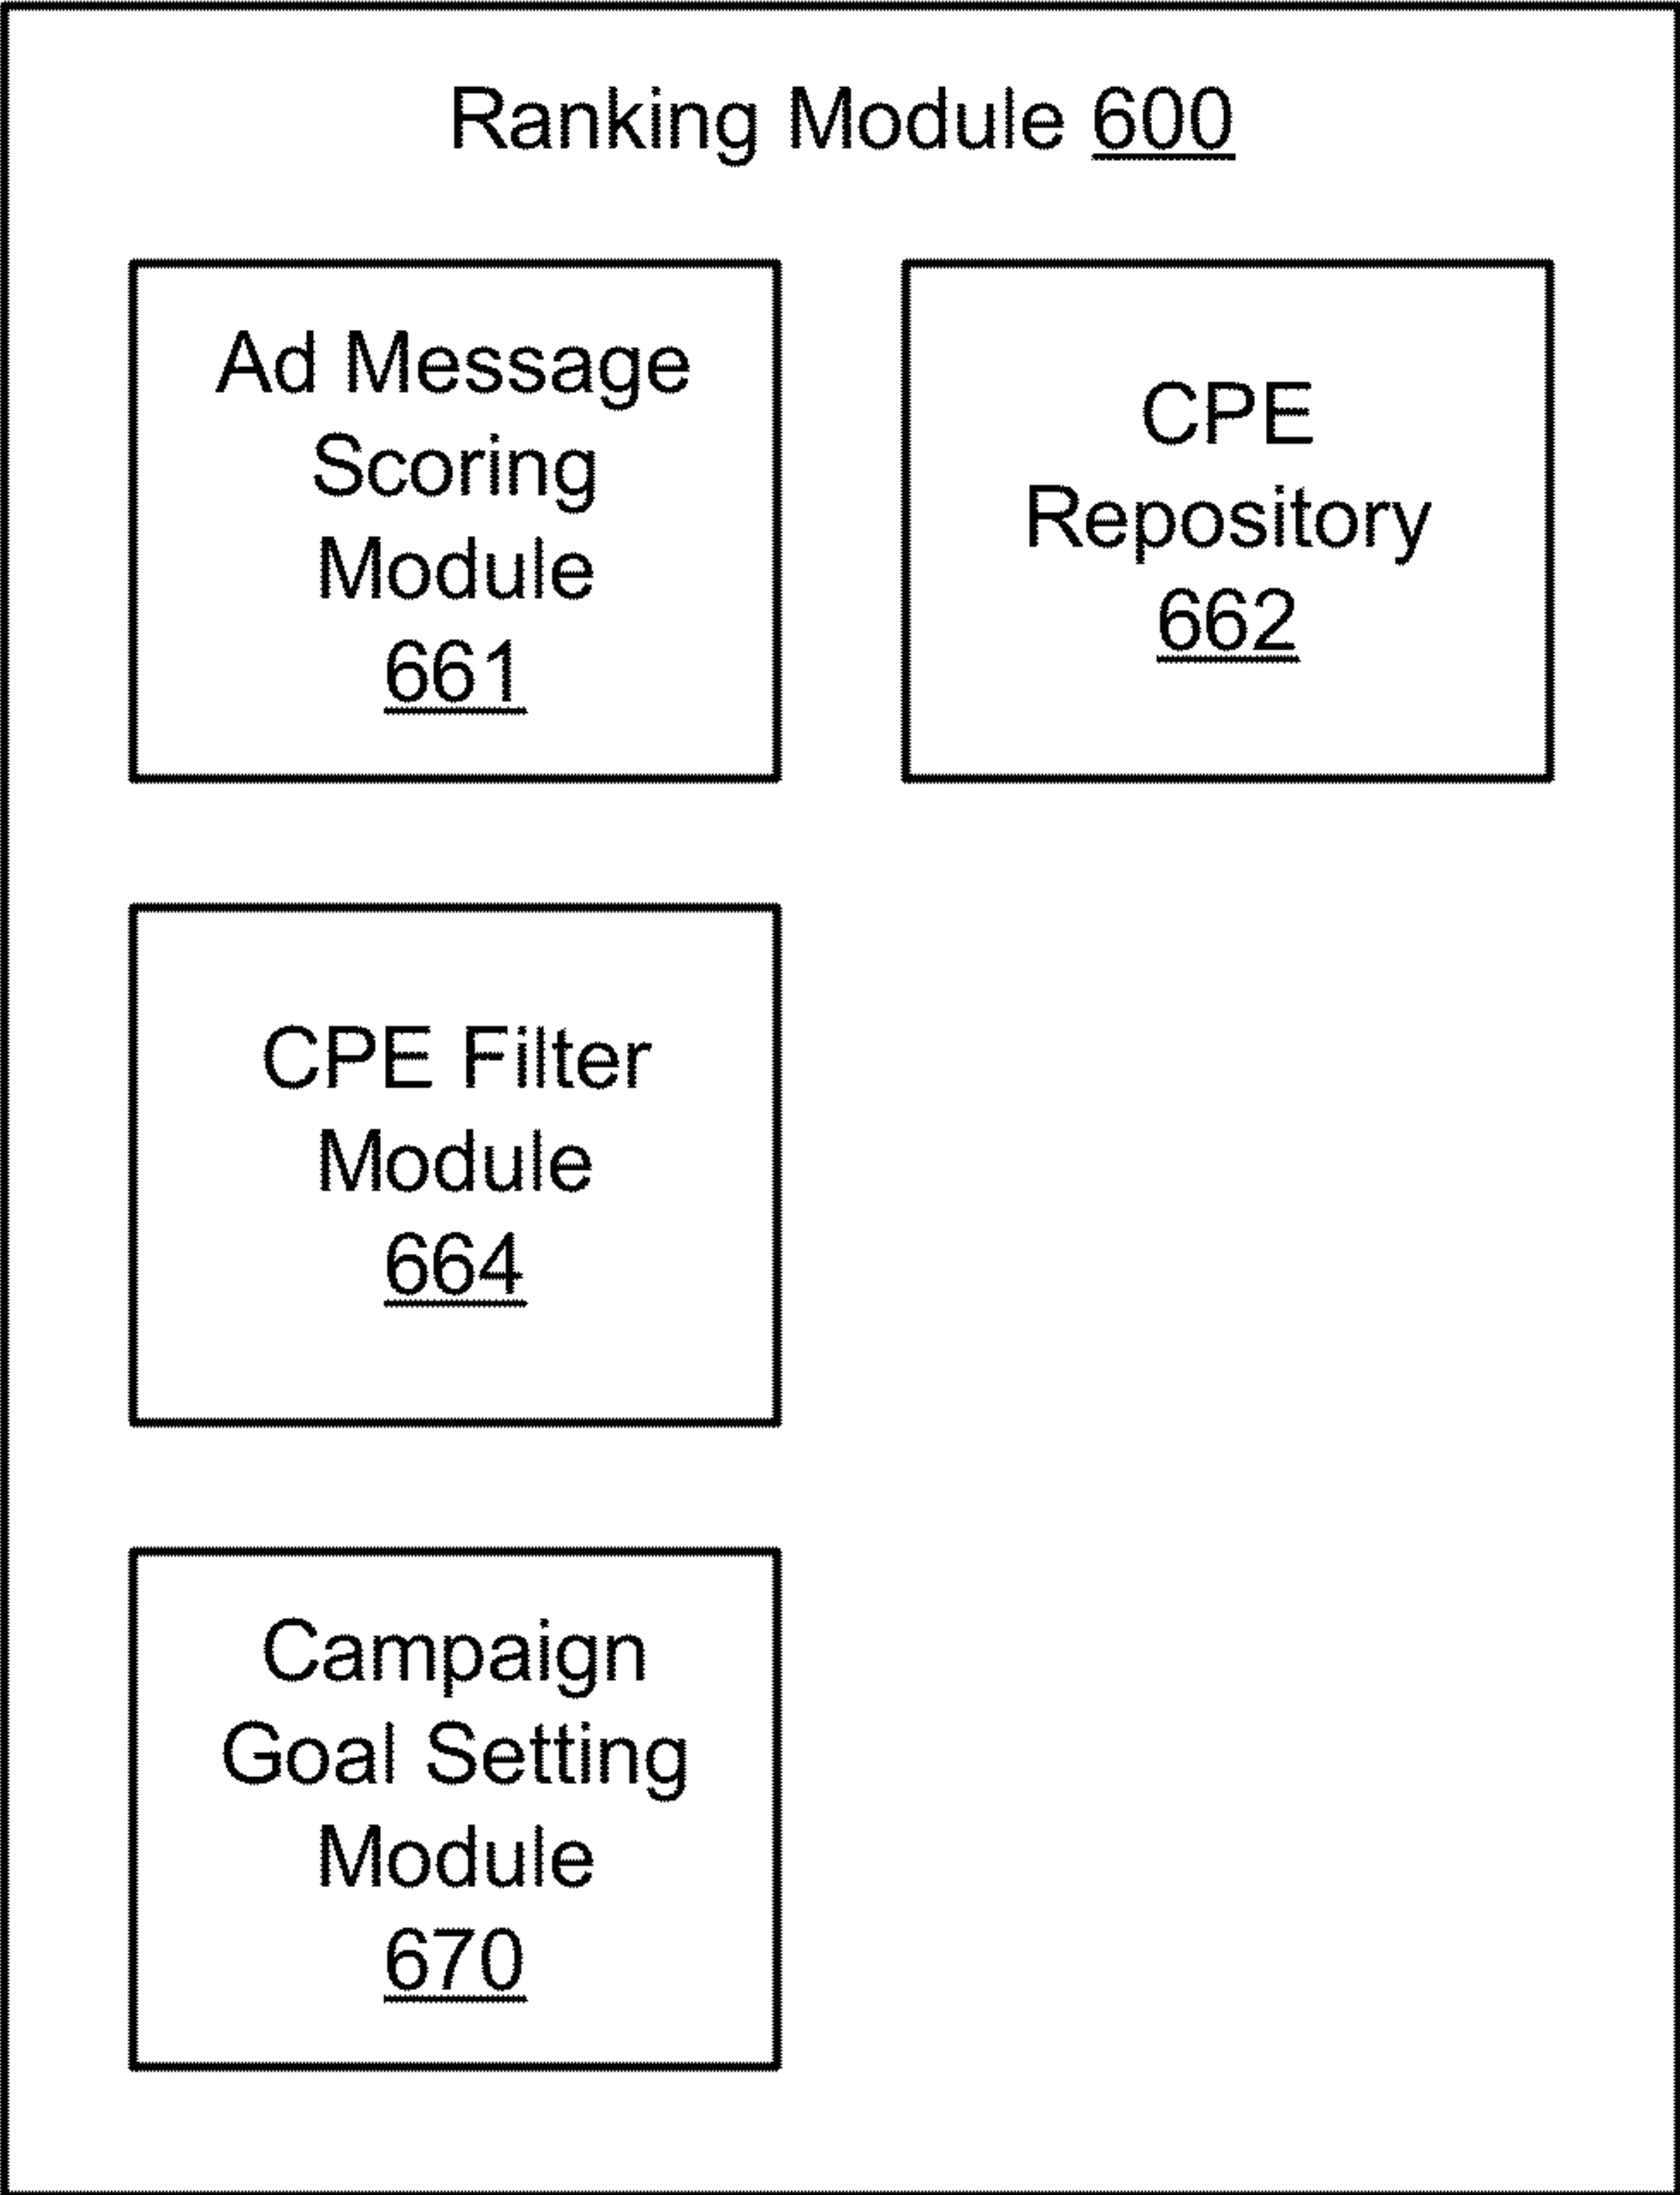 Ranking Module 600
Ad Message
Scoring
Module
661
CPE
Repository
662
CPE Filter
Module
664
Campaign
Goal Setting
Module
670